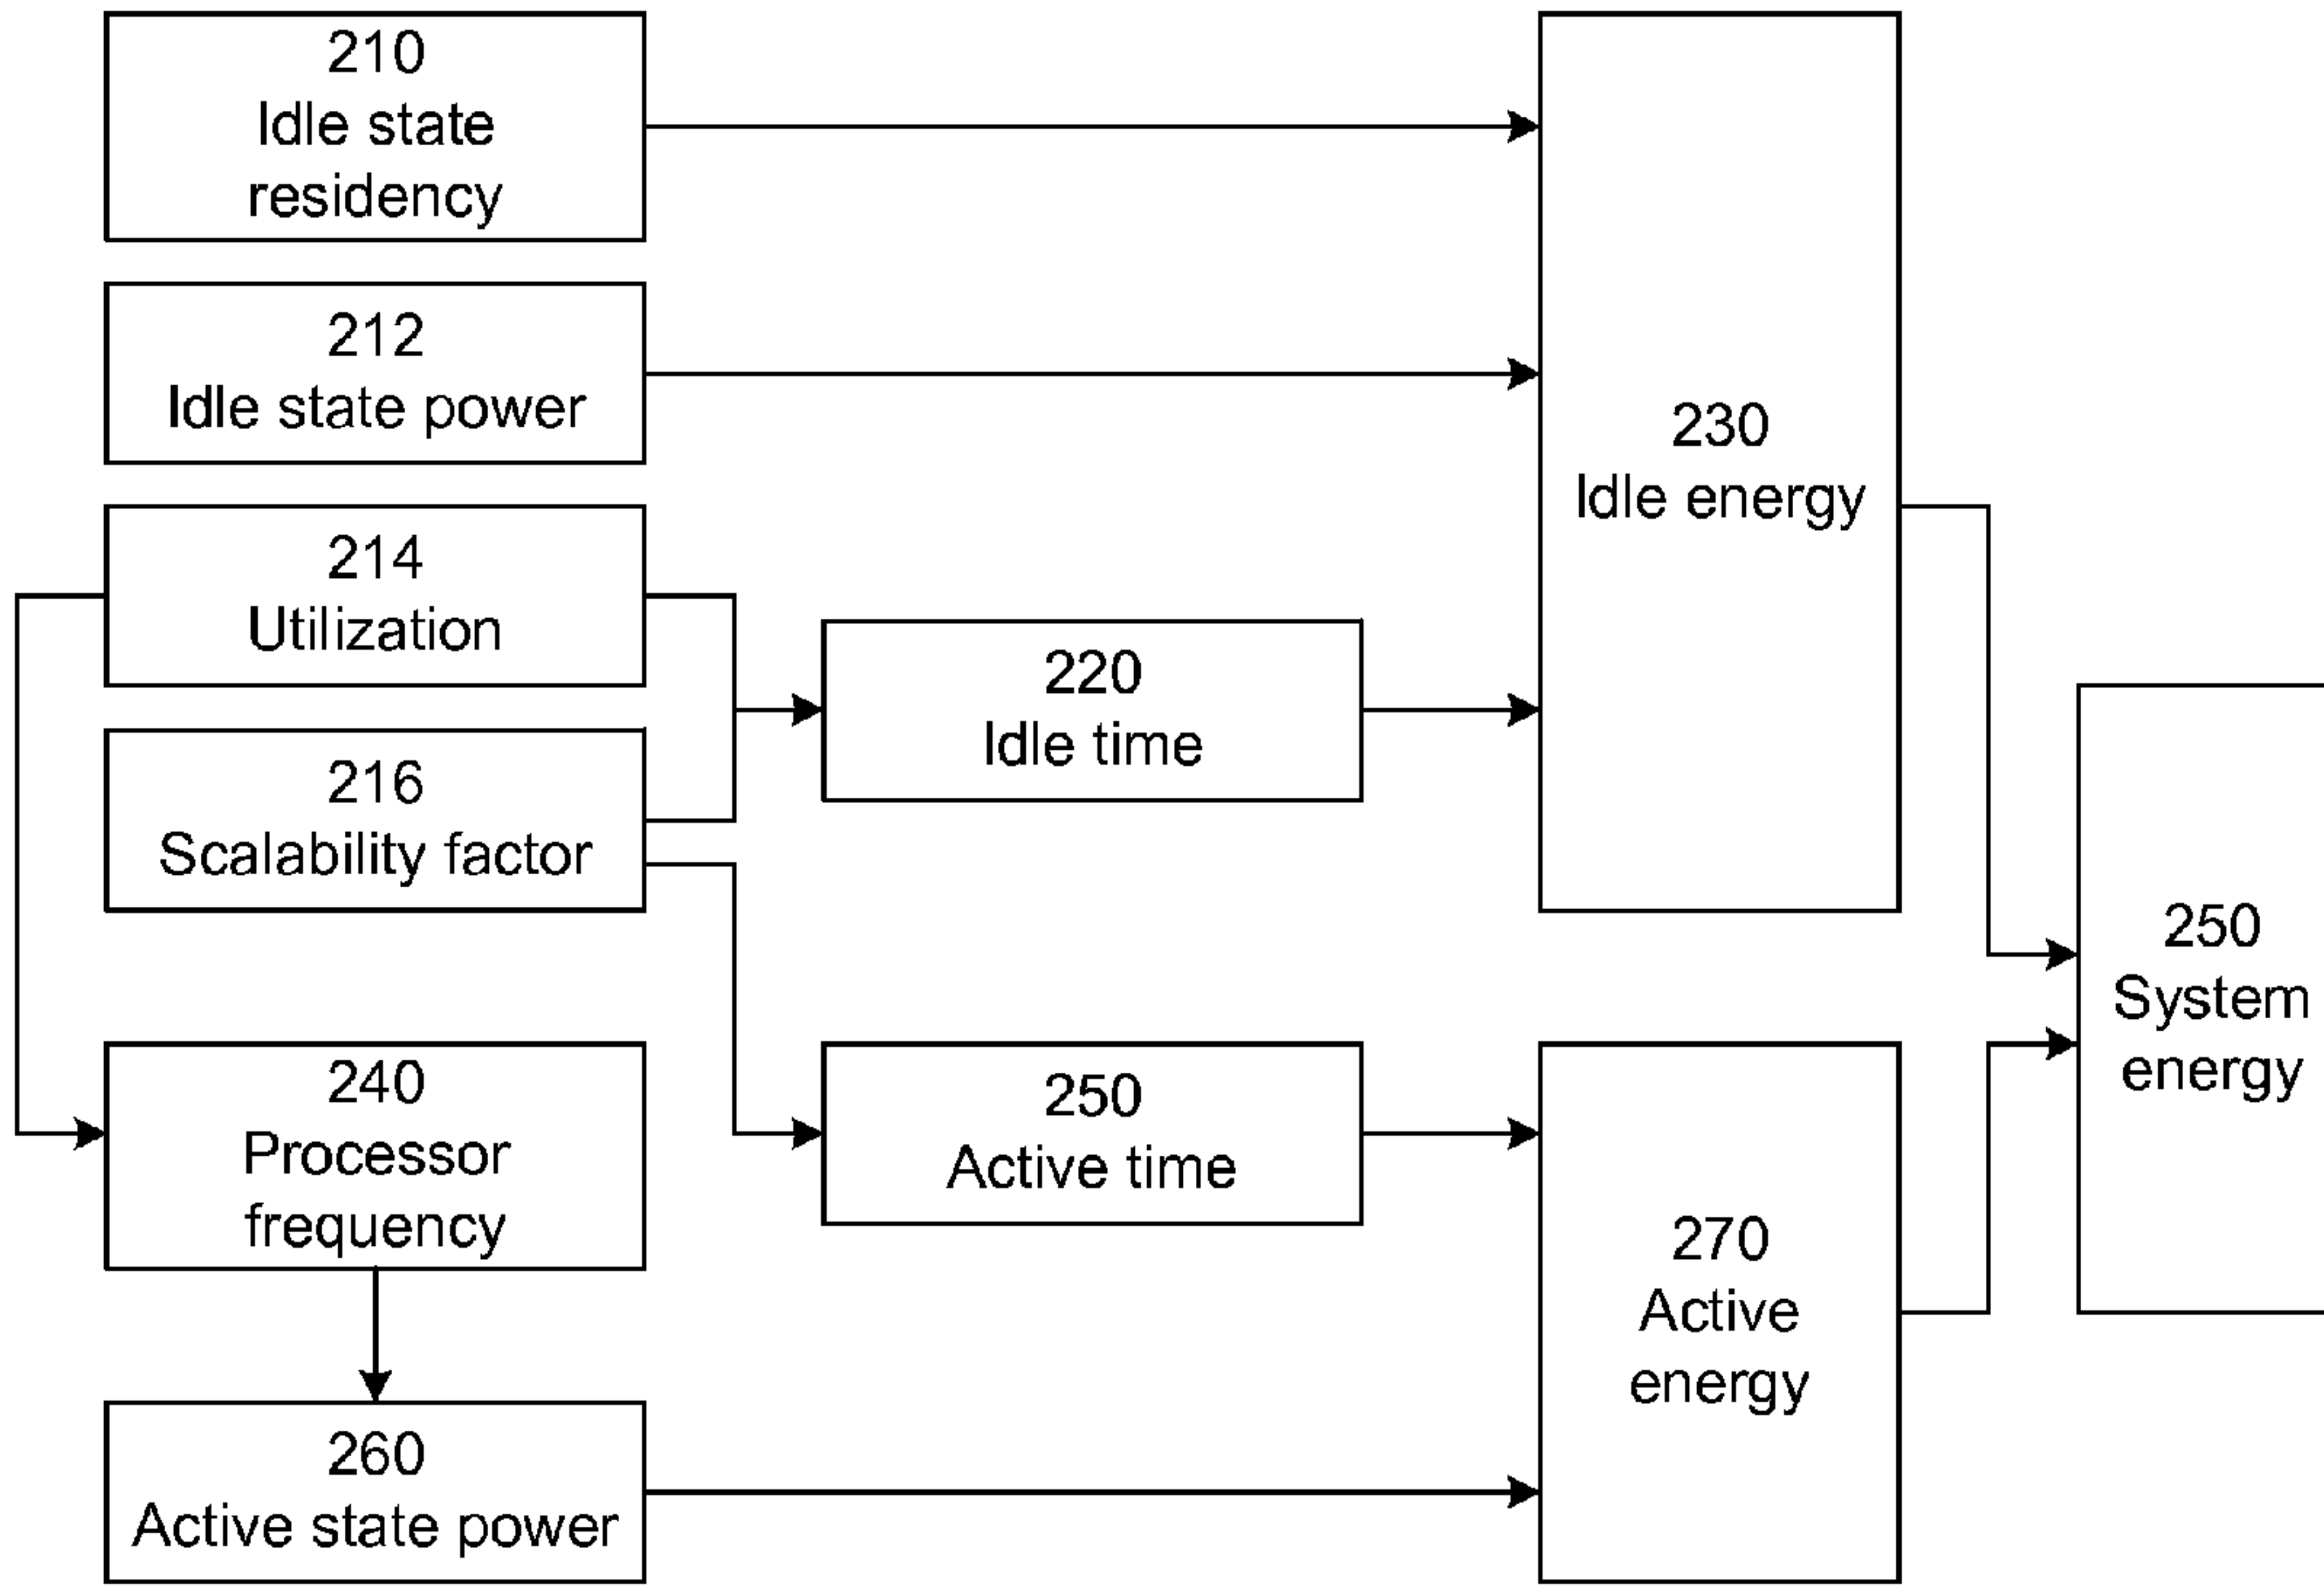 210
Idle state
residency
212
Idle state power
214
Utilization
216
Scalability factor
220
Idle time
230
Idle energy
240
Processor
frequency
250
Active time
260
Active state power
270
Active
energy
250
System
energy